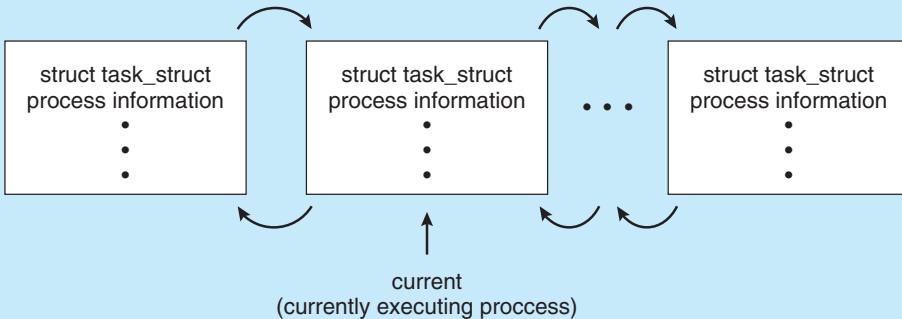 struct task_struct
process information
•
•
•
struct task_struct
process information
•
•
•
• • •
struct task_struct
process information
•
•
•
current
(currently executing proccess)